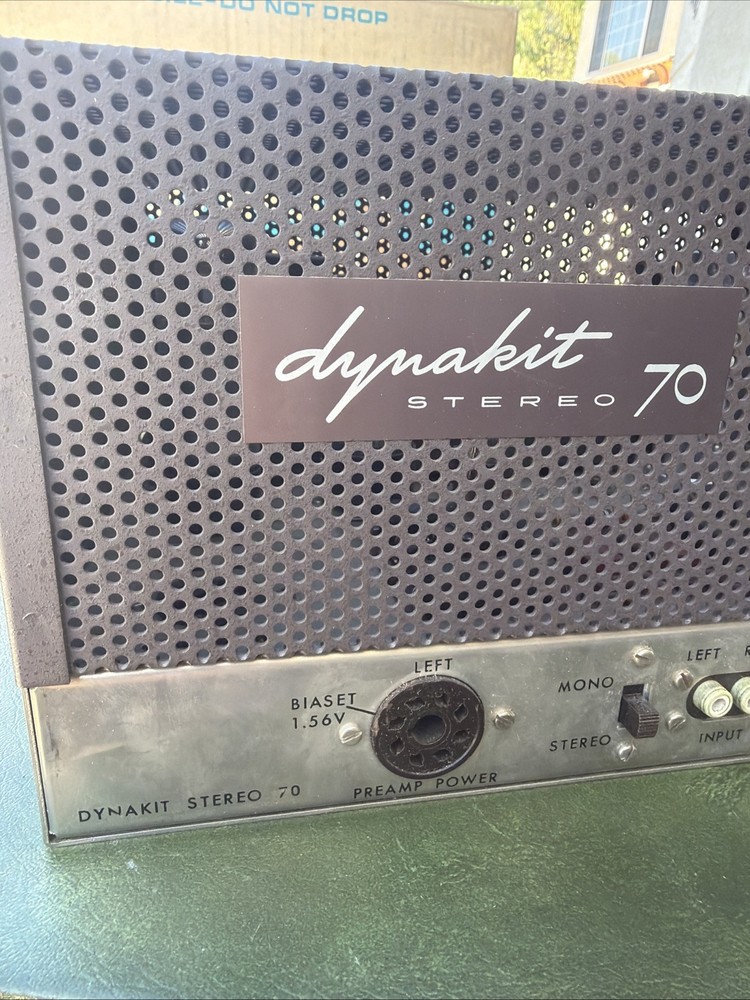 DO NOT DROP
dynakit
STEREO 70
LEFT
BIASET
1.56V
PREAMP POWER
DYNAKIT STEREO 70
MONO
STEREO
LEFT
INPUT